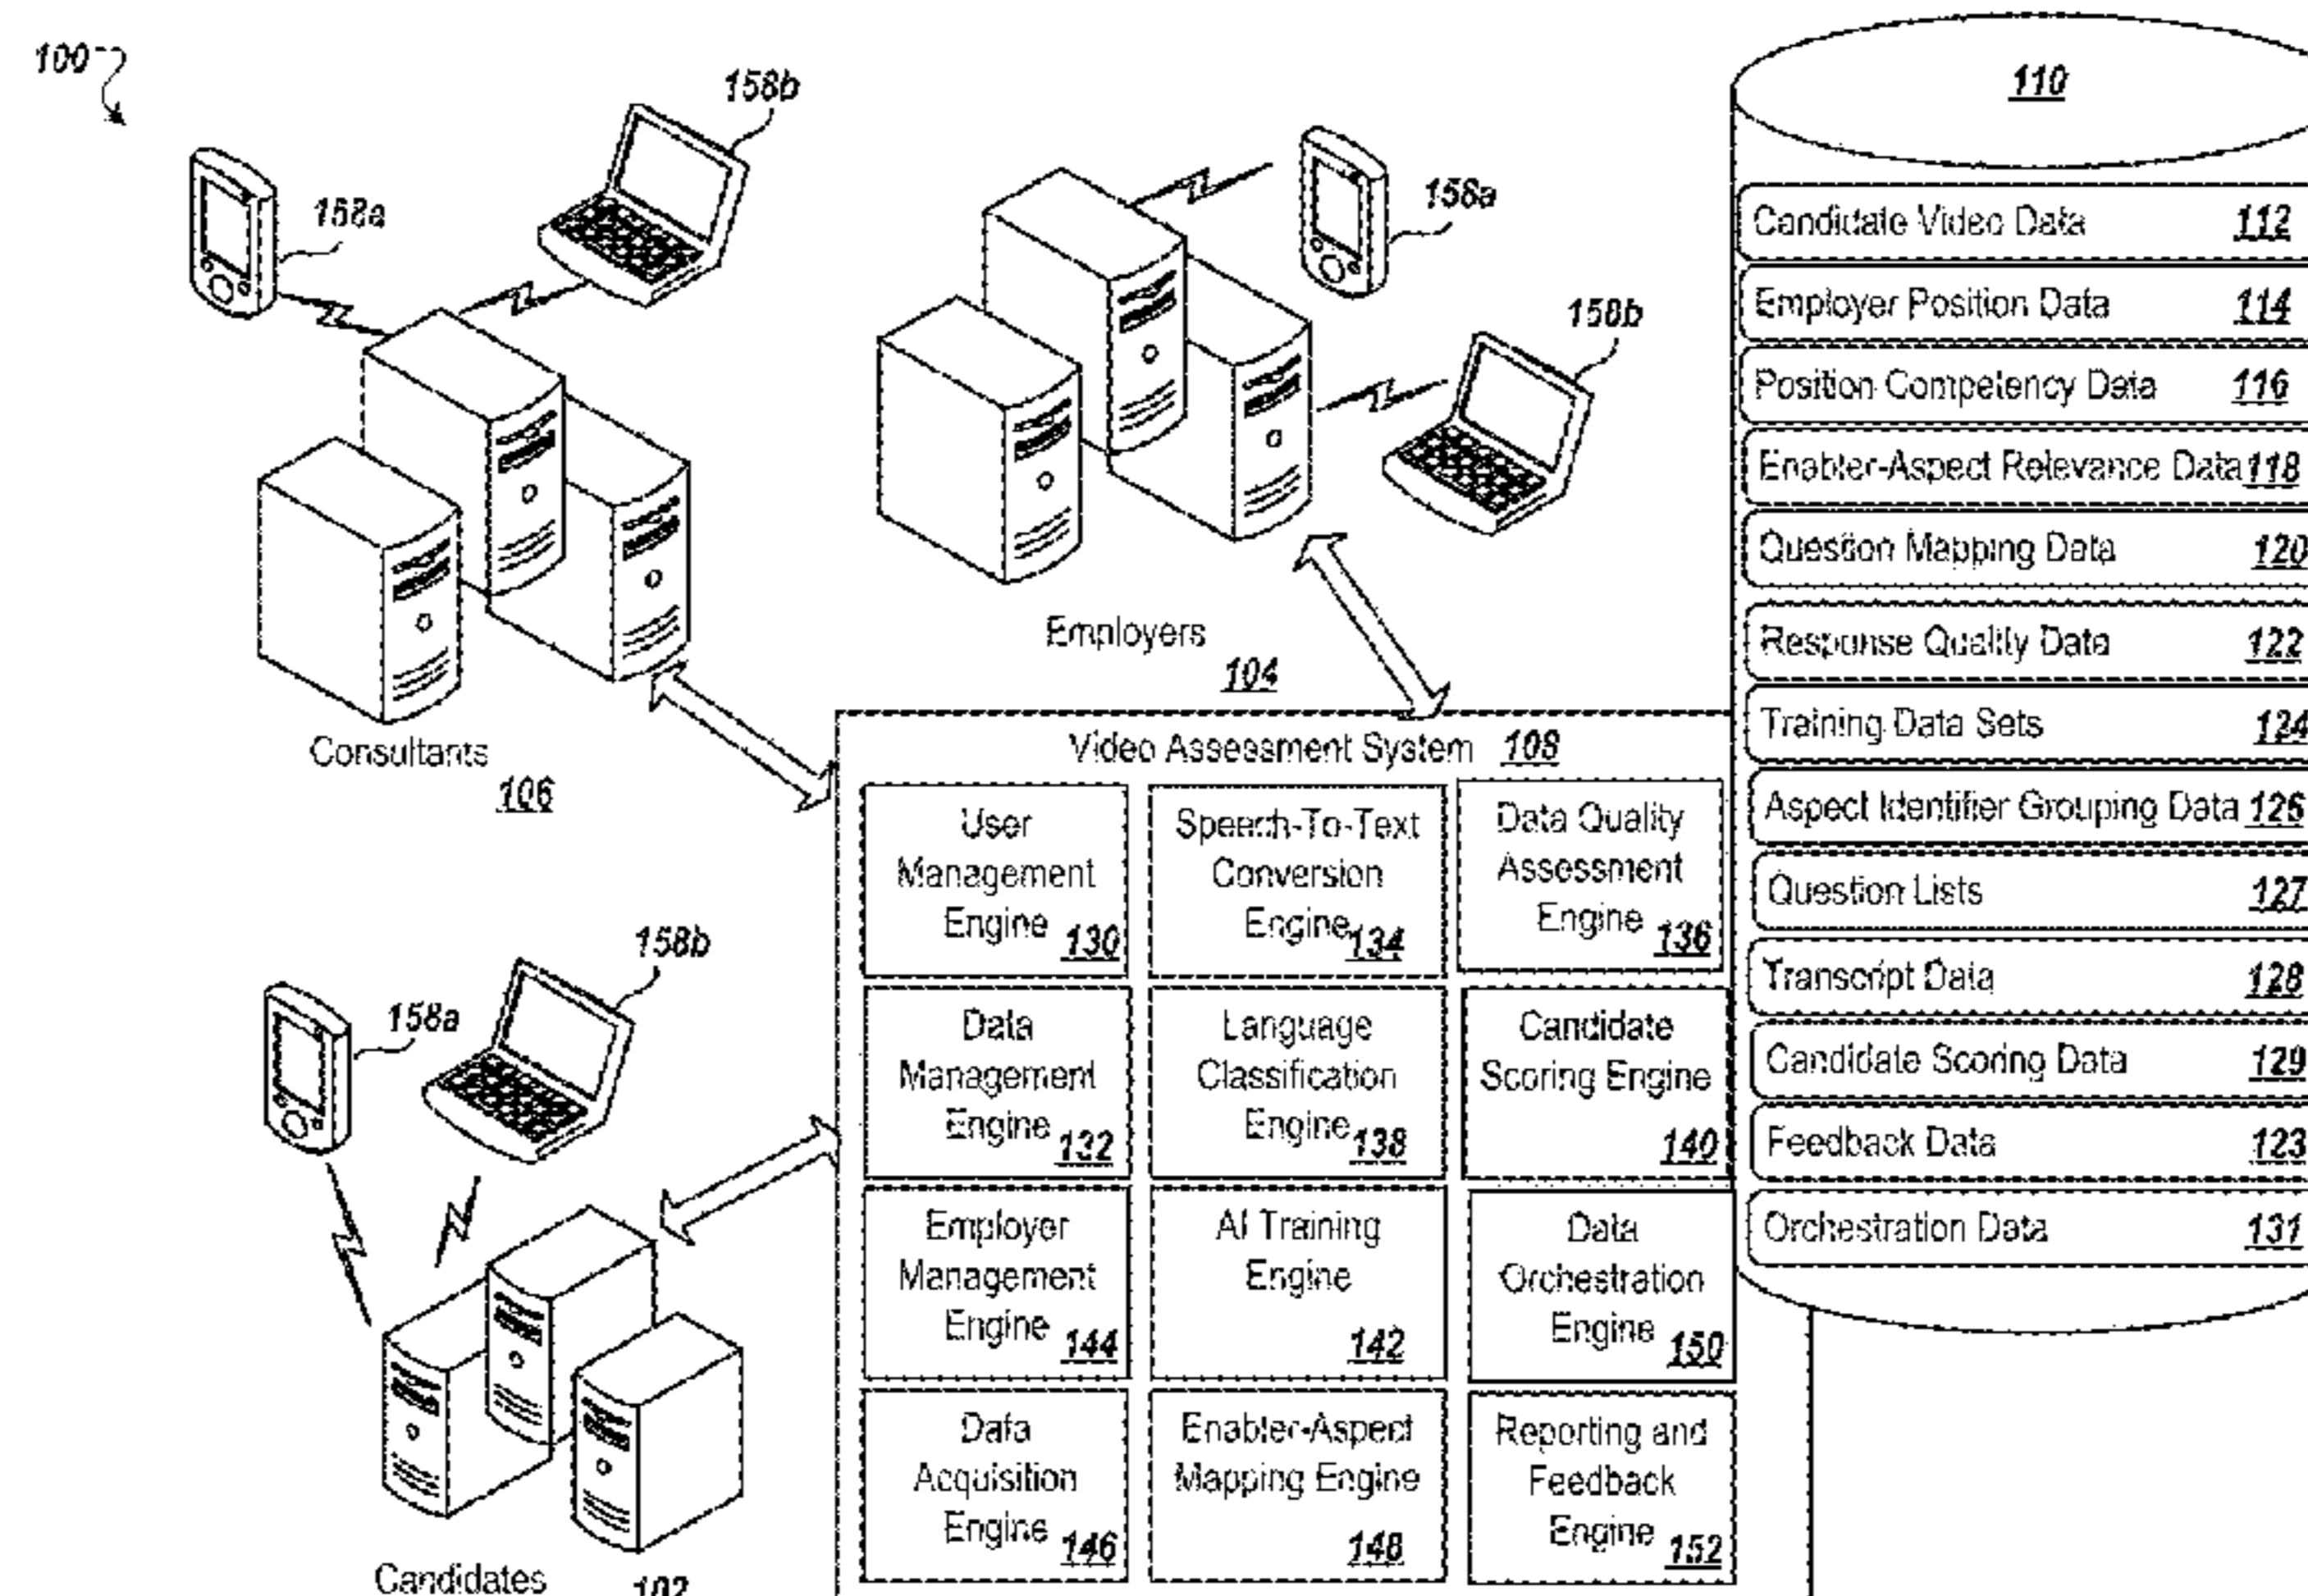 100
158b
158a
158a
158b
Employers
104
Consultants
106
158b
158a
Candidates
102
Video Assessment System 108
User
Management
Engine 130
Speech-To-Text
Conversion
Engine 134
Data Quality
Assessment
Engine 136
Data
Management
Engine 132
Language
Classification
Engine 138
Candidate
Scoring Engine
140
Employer
Management
Engine 144
AI Training
Engine
142
Data
Orchestration
Engine 150
Data
Acquisition
Engine 146
Enabler-Aspect
Mapping Engine
148
Reporting and
Feedback
Engine 152
110
Candidate Video Data 112
Employer Position Data 114
Position Competency Data 116
Enabler-Aspect Relevance Data 118
Question Mapping Data 120
Response Quality Data 122
Training Data Sets 124
Aspect Identifier Grouping Data 126
Question Lists 127
Transcript Data 128
Candidate Scoring Data 129
Feedback Data 123
Orchestration Data 131